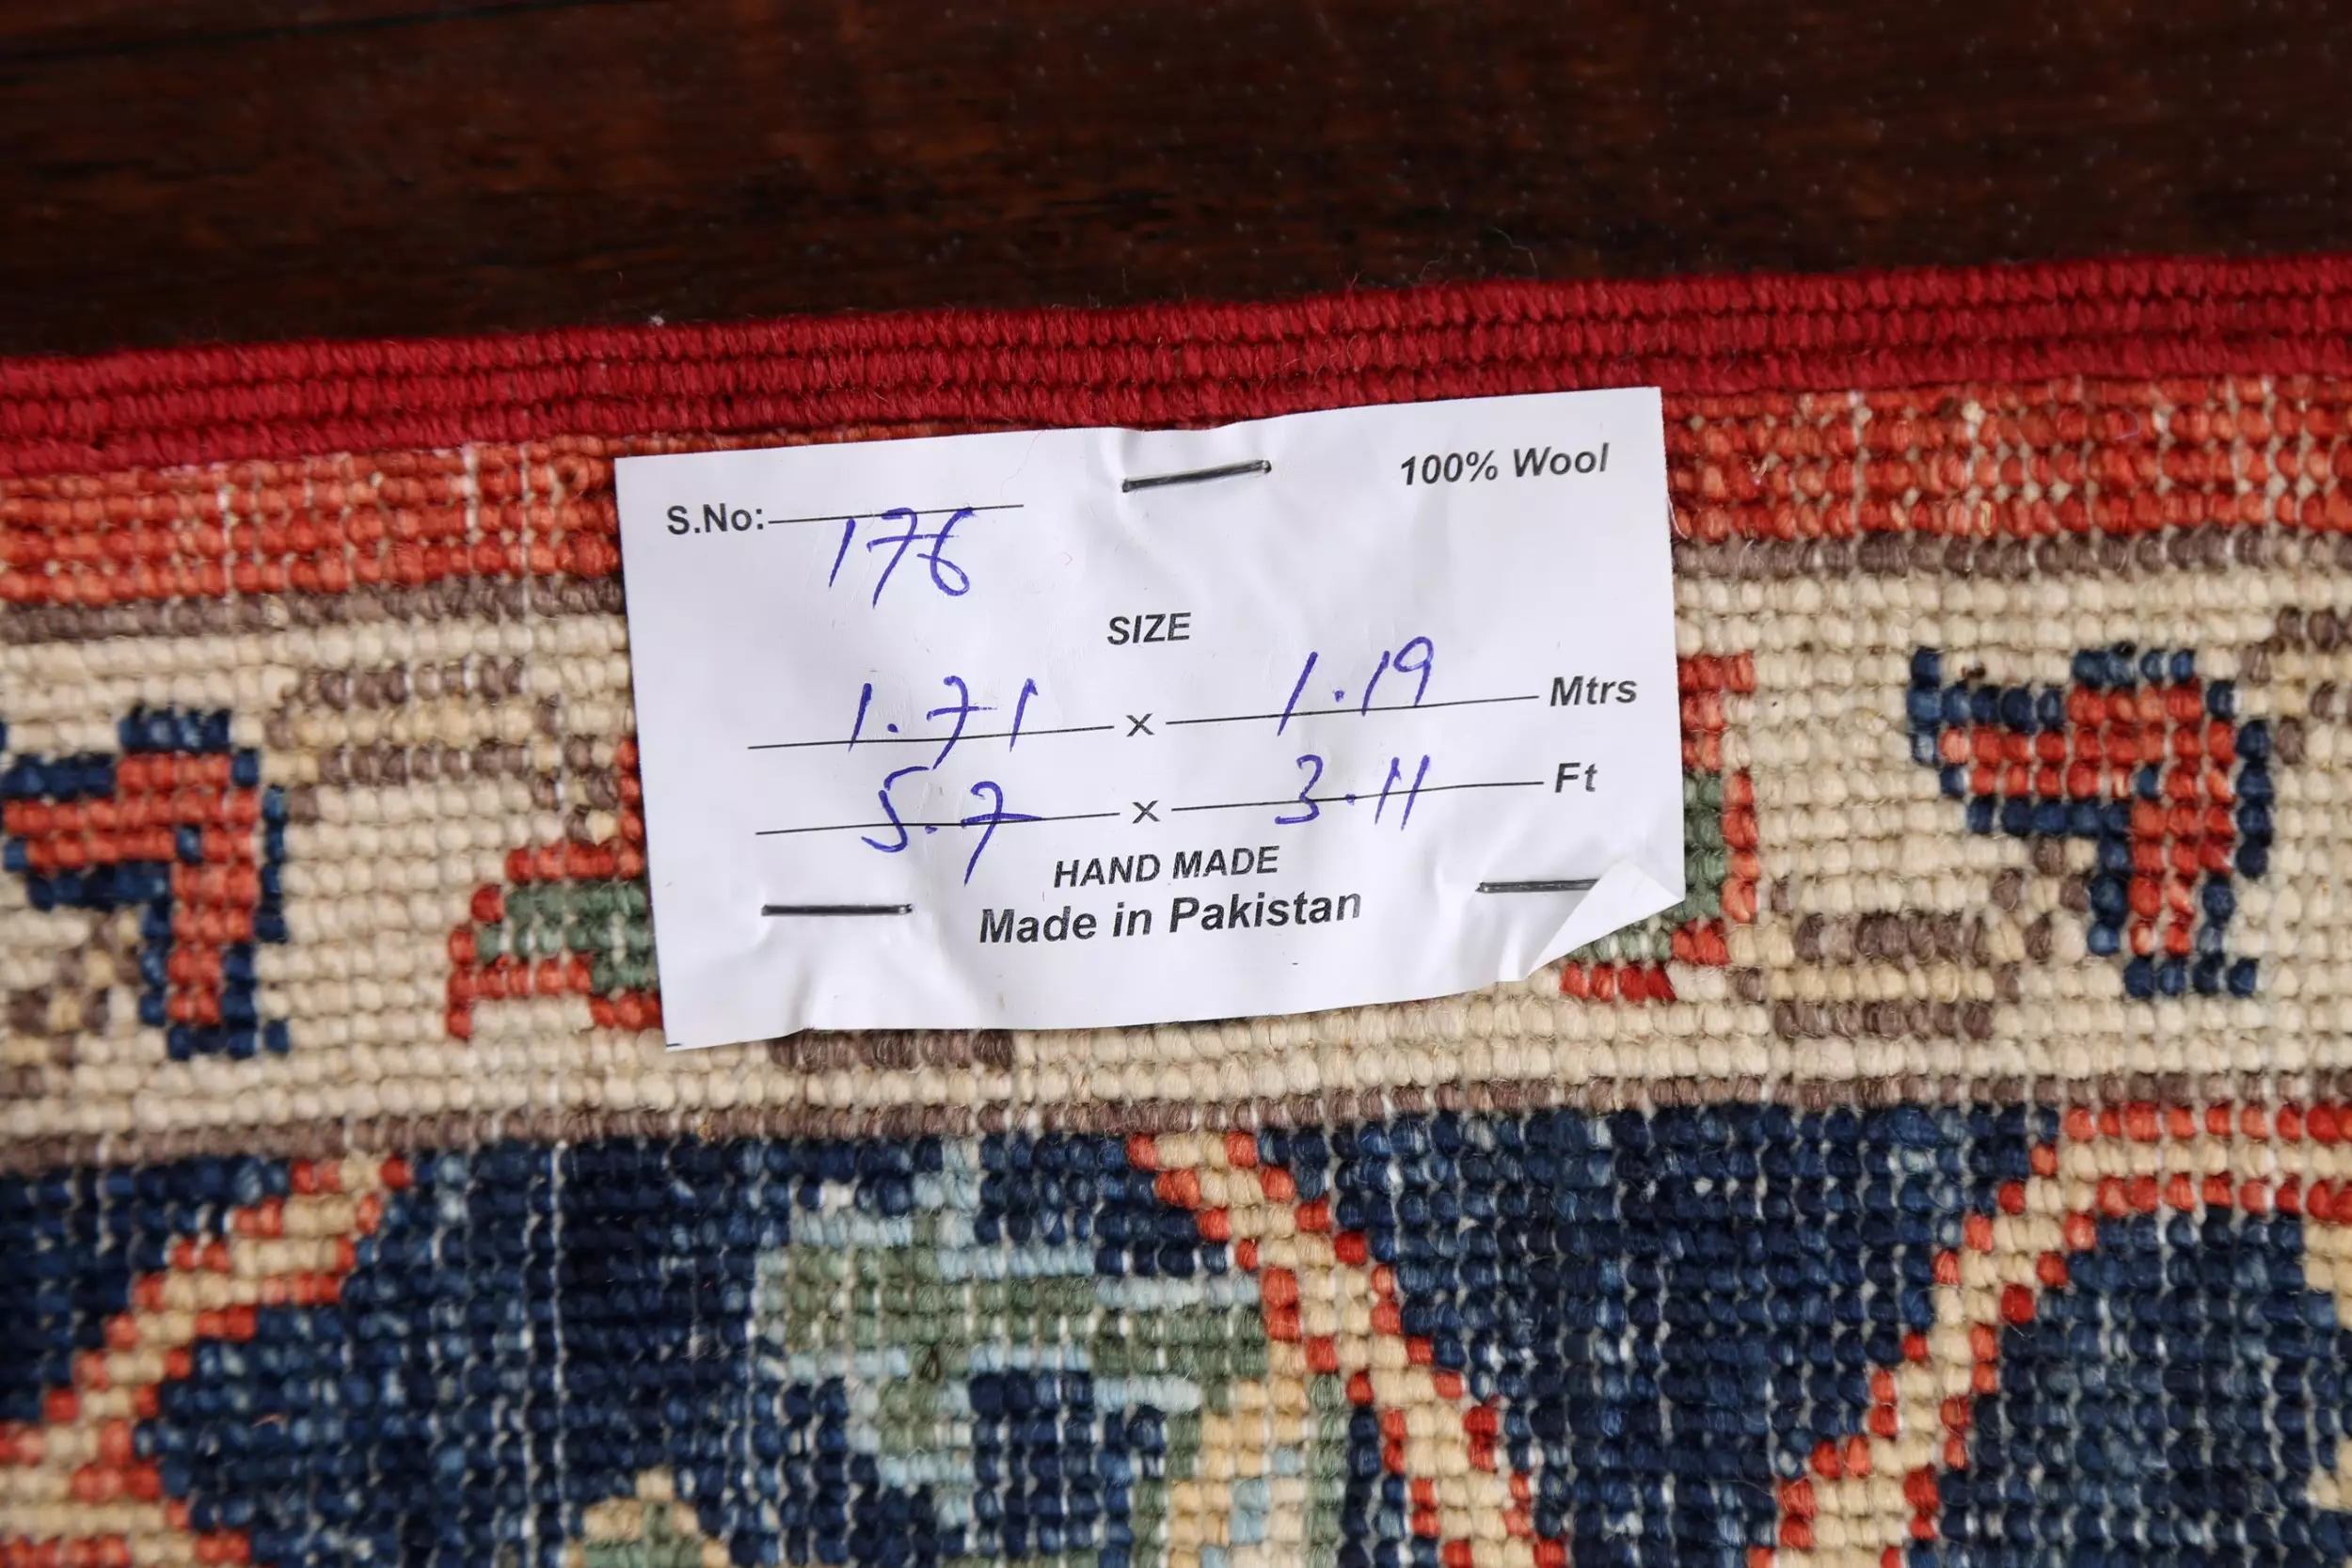 S.No: 176 100% Wool
SIZE
1.71 x 1.19 Mtrs
5.7 x 3.11 Ft
HAND MADE
Made in Pakistan